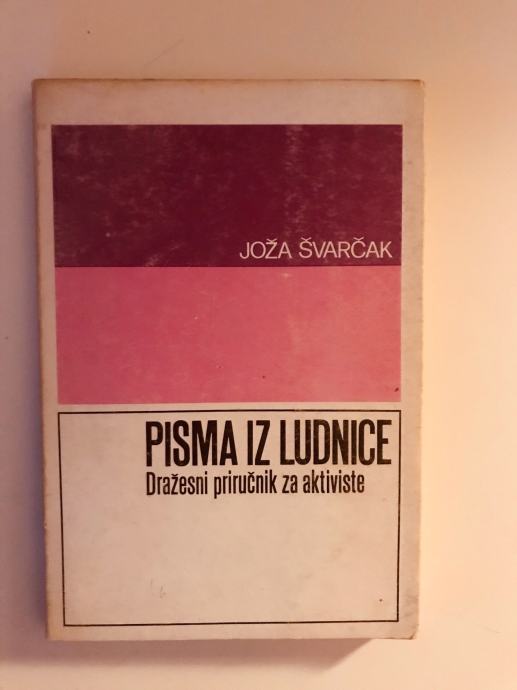 JOŽA ŠVARČAK
PISMA IZ LUDNICE
Dražesni priručnik za aktiviste